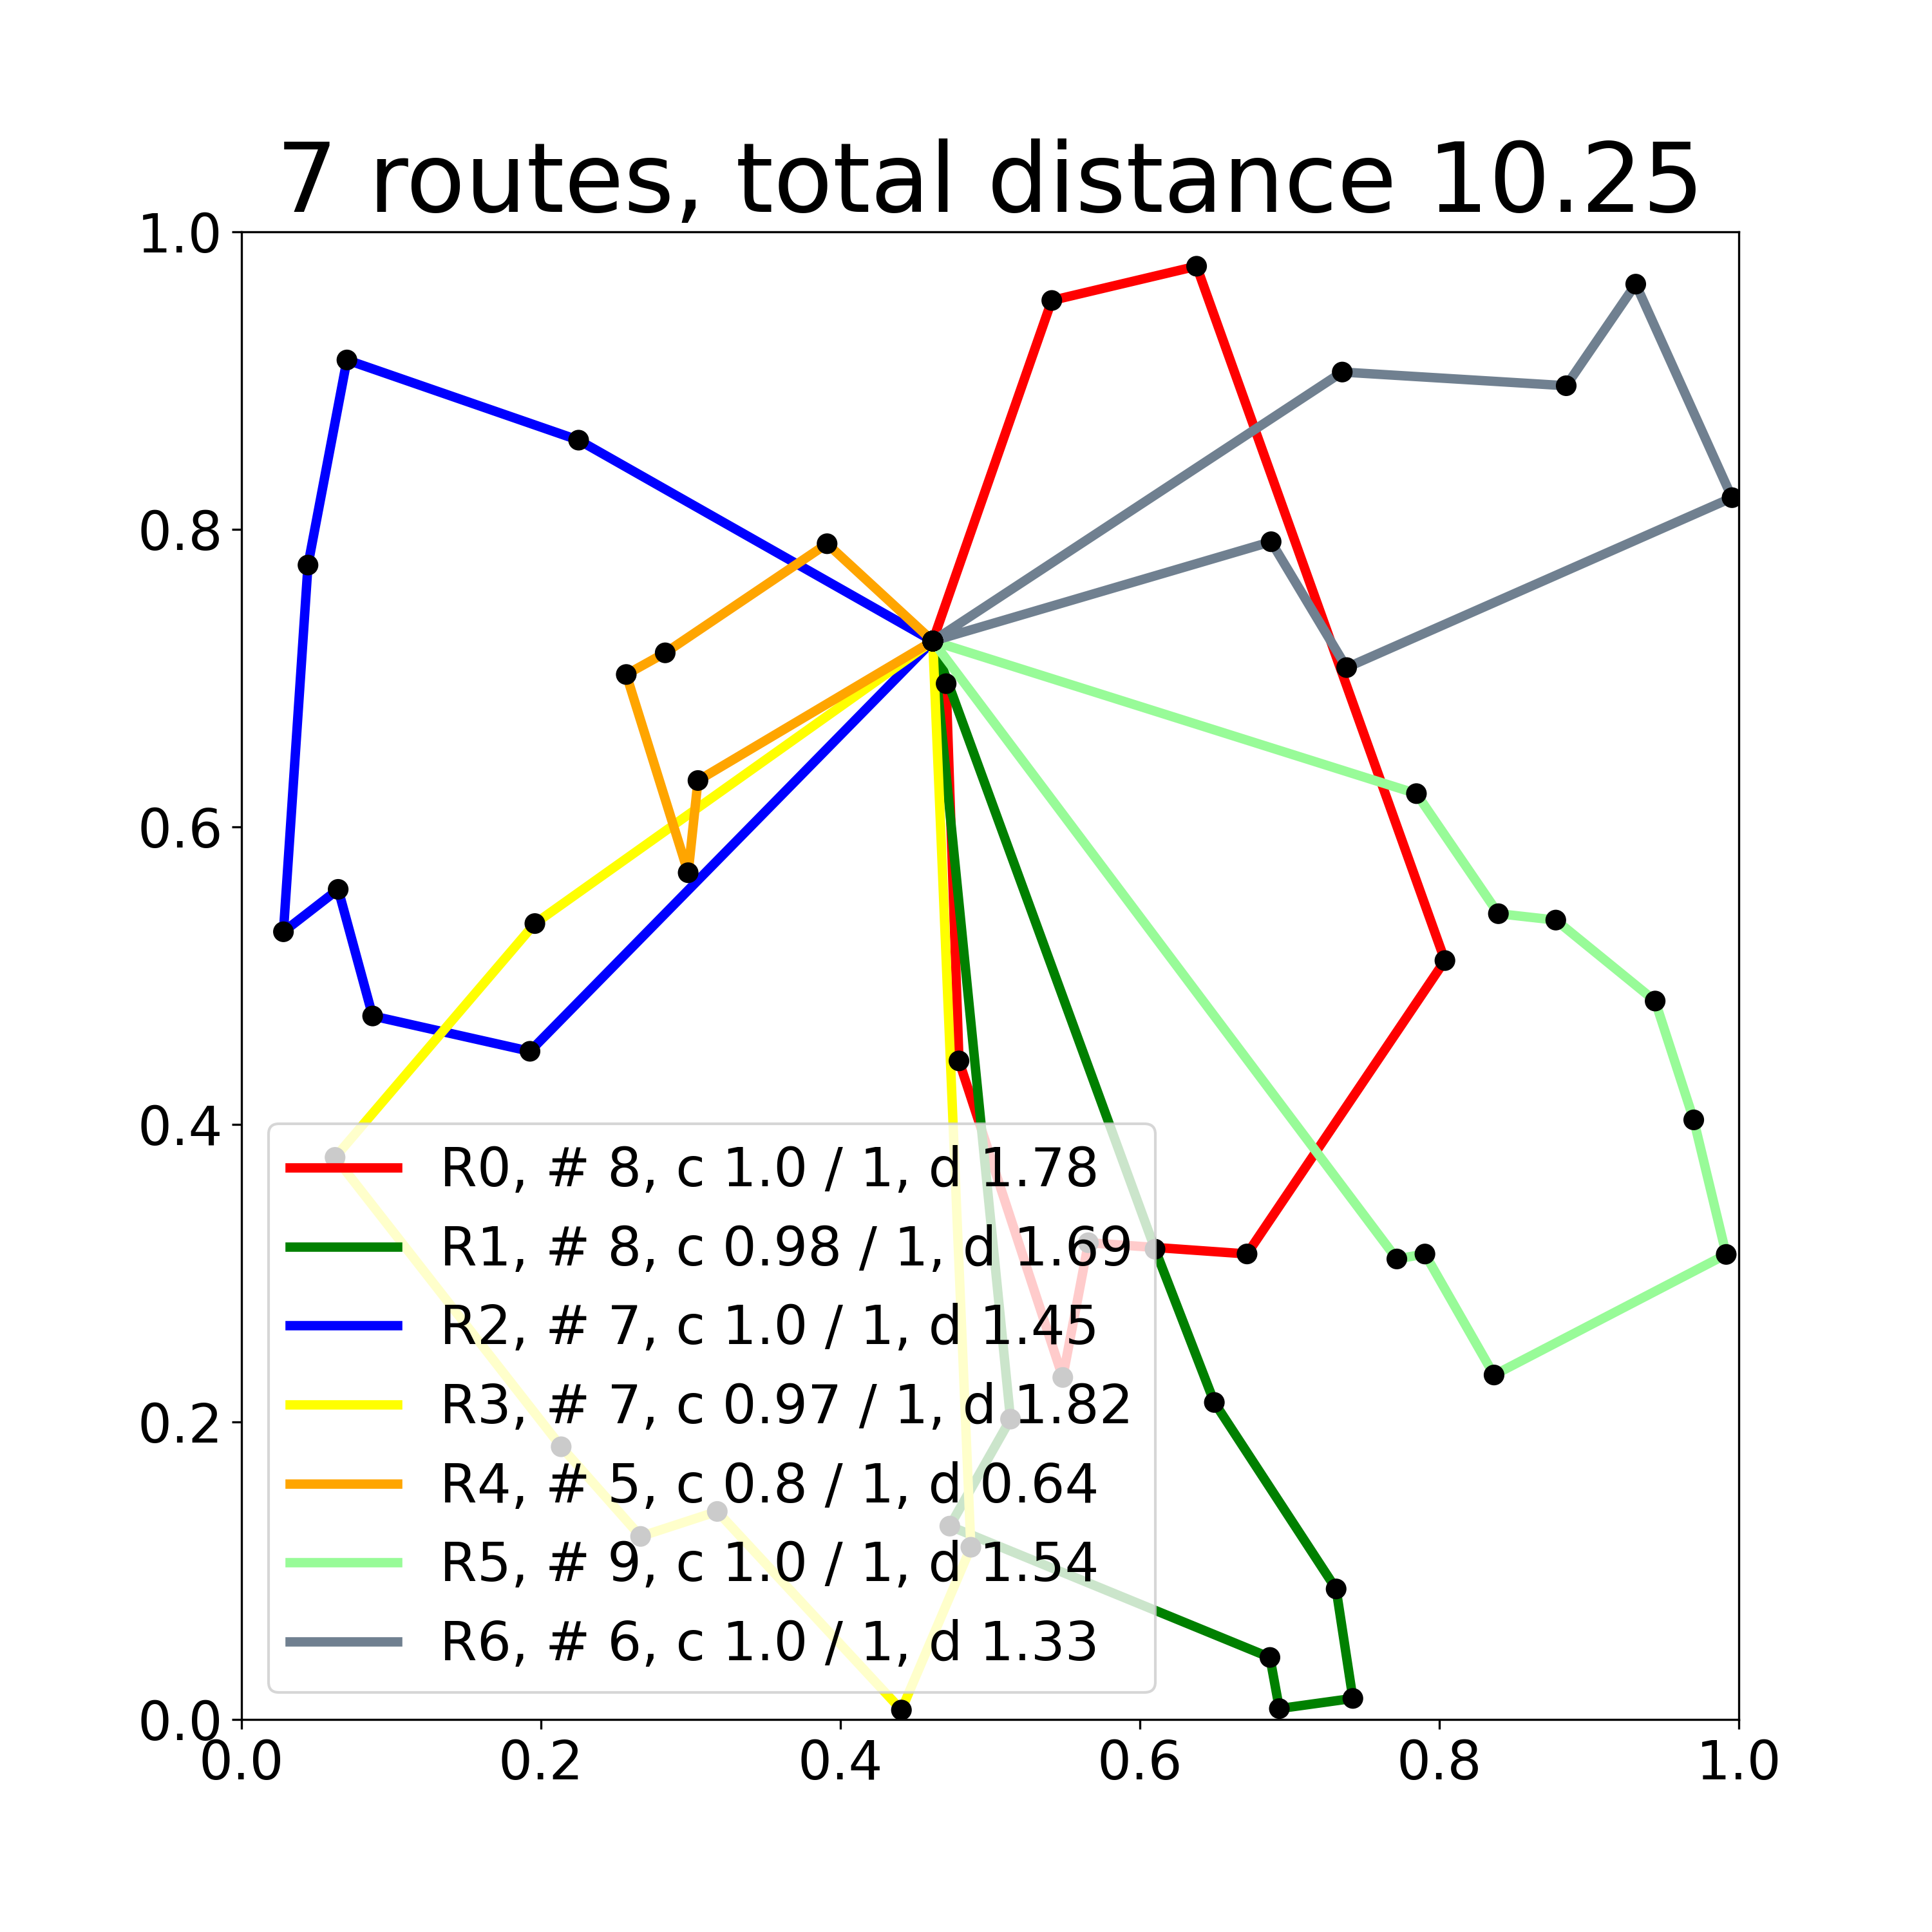 7 routes, total distance 10.25
1.0
0.8
0.6
0.4
0.2
0.0
R0, # 8, c 1.0 / 1, d 1.78
R1, # 8, c 0.98 / 1, d 1.69
R2, # 7, c 1.0 / 1, d 1.45
R3, # 7, c 0.97 / 1, d 1.82
R4, # 5, c 0.8 / 1, d 0.64
R5, # 9, c 1.0 / 1, d 1.54
R6, # 6, c 1.0 / 1, d 1.33
0.0 0.2 0.4 0.6 0.8 1.0